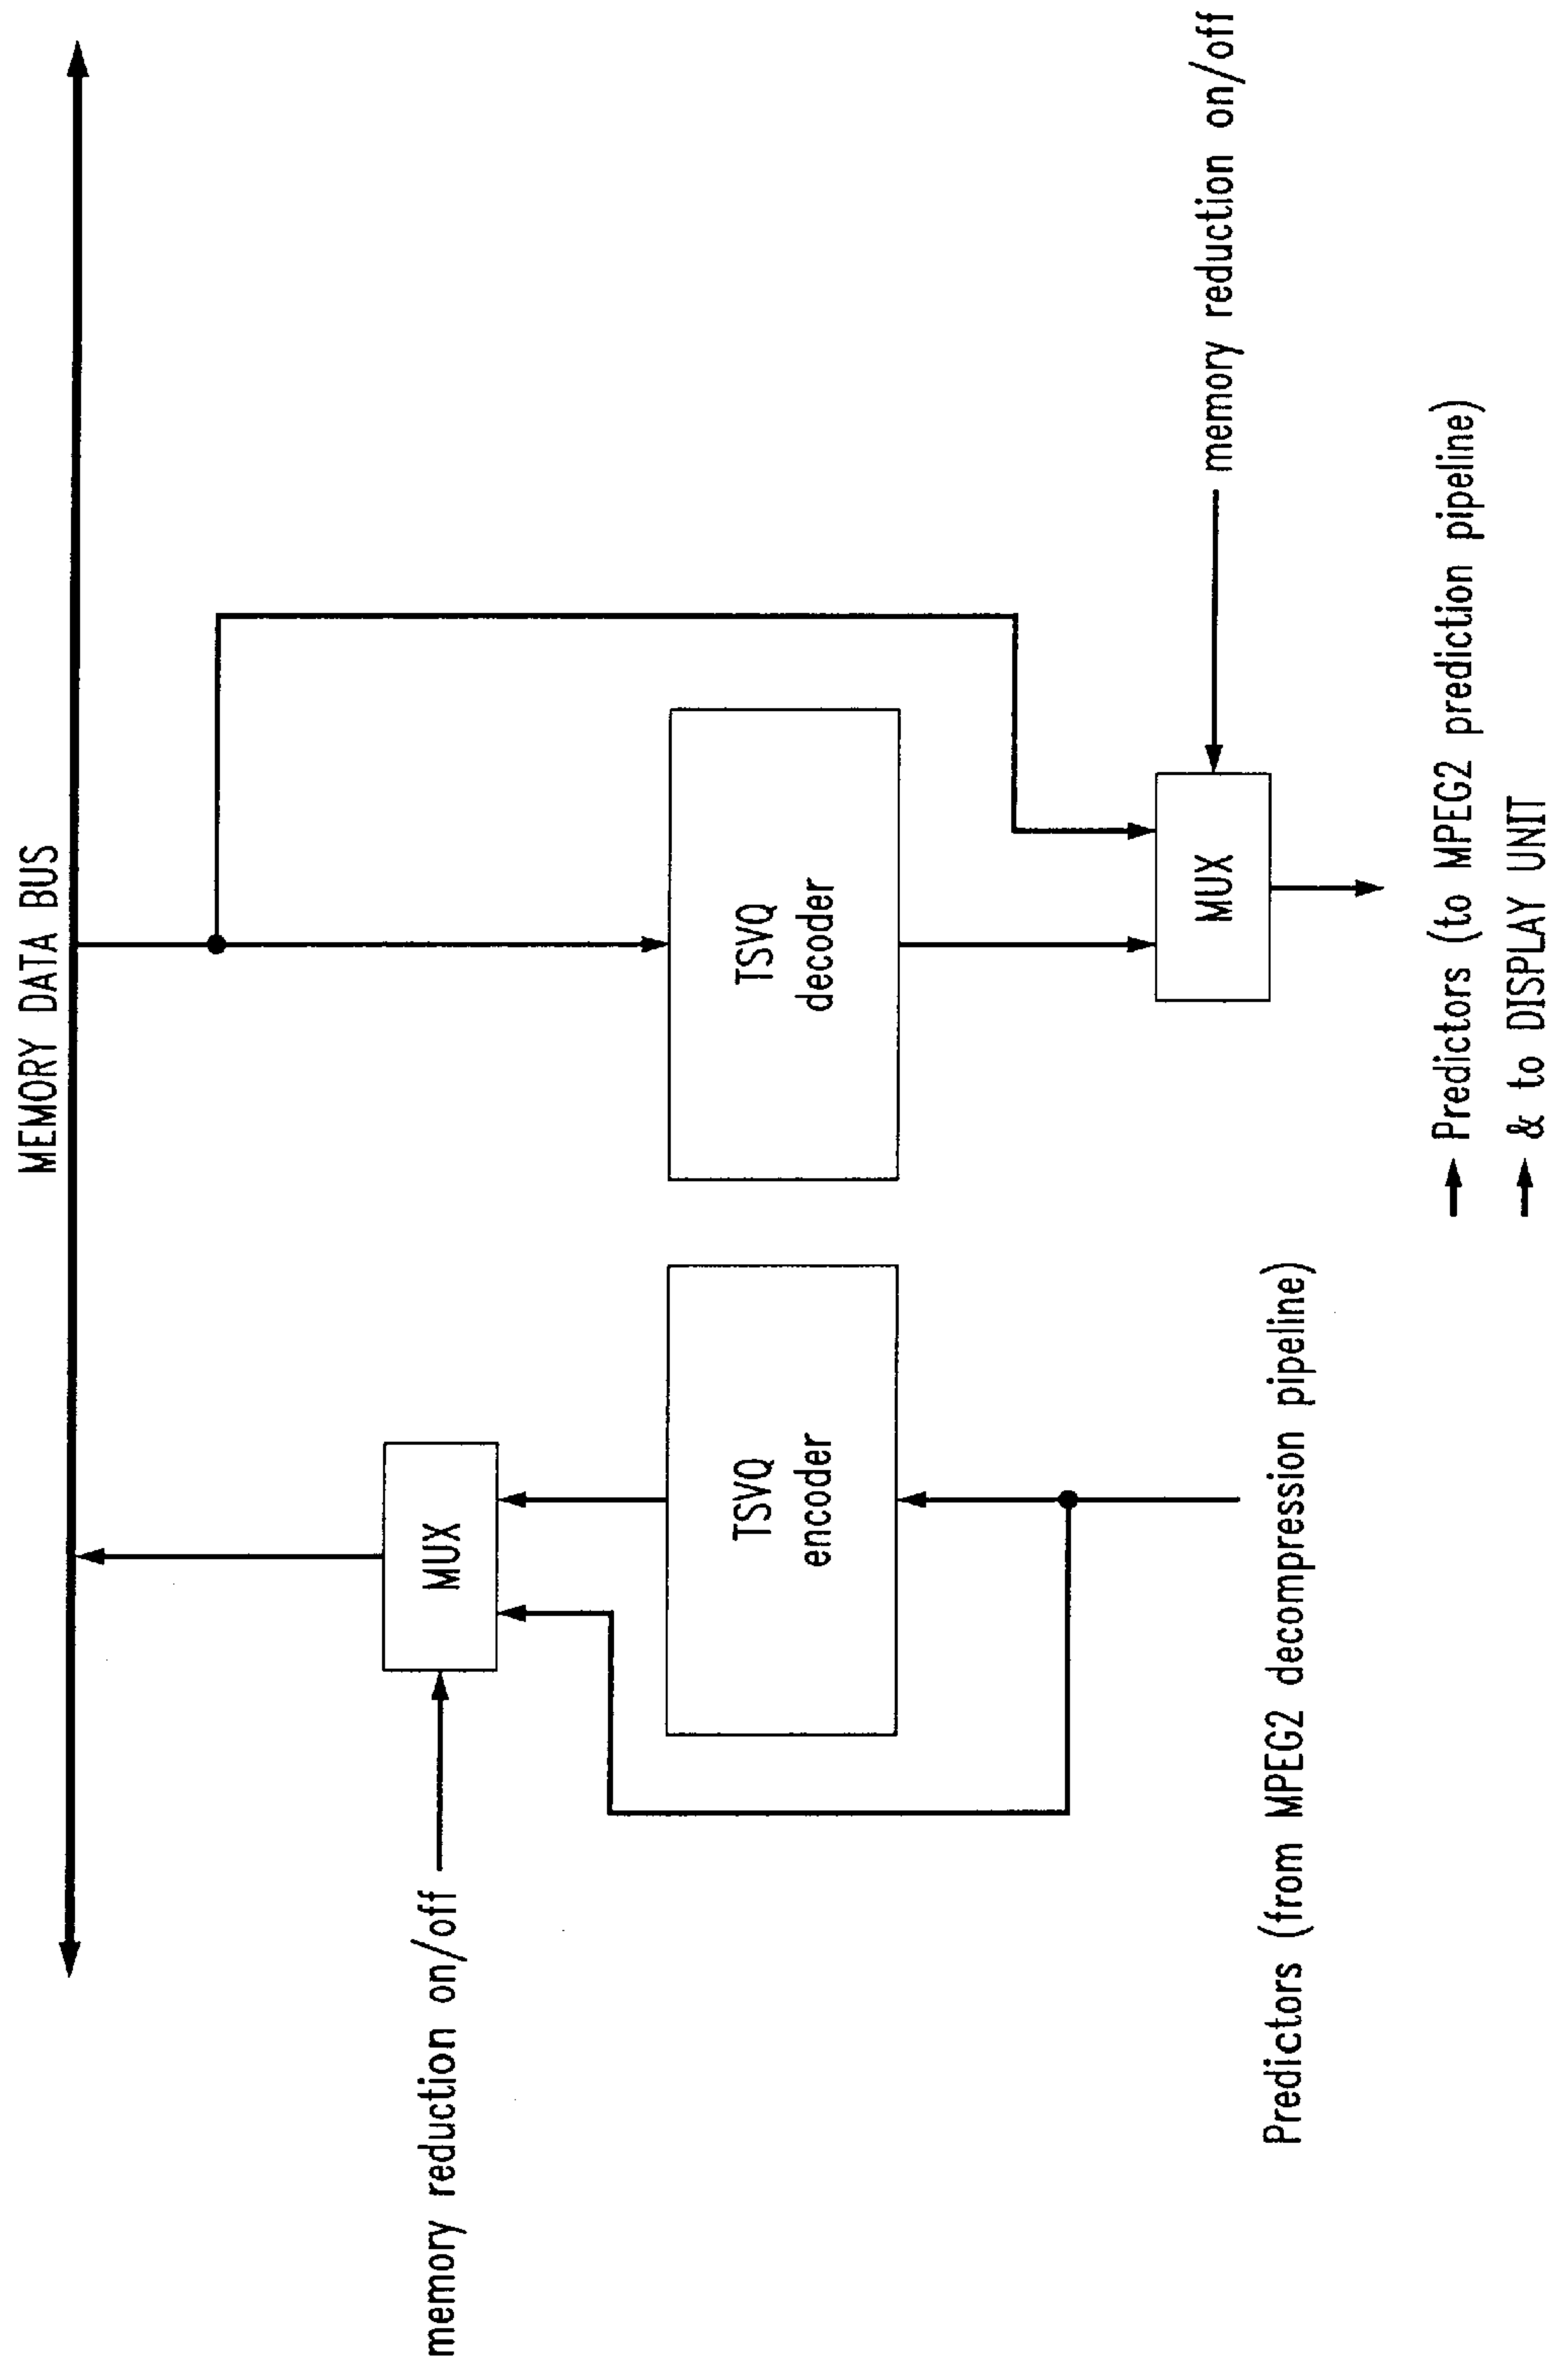 MEMORY DATA BUS
memory reduction on/off
MUX
TSVQ
encoder
Predictors (from MPEG2 decompression pipeline)
TSVQ
decoder
MUX
memory reduction on/off
Predictors (to MPEG2 prediction pipeline)
& to DISPLAY UNIT